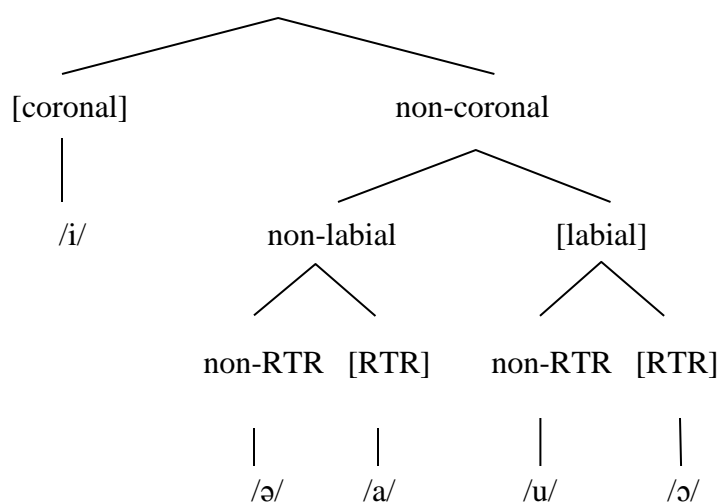 [coronal] non-coronal
/i/ non-labial [labial]
non-RTR [RTR] non-RTR [RTR]
/ə/ /a/ /u/ /ɔ/